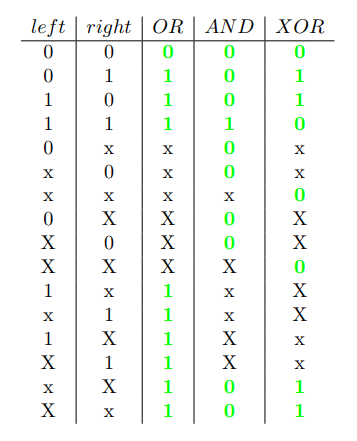 left right OR AND XOR
0 0 0 0 0
0 1 1 0 1
1 0 1 0 1
1 1 1 1 0
0 x x 0 x
x 0 x 0 x
x x x x 0
0 X X 0 X
X 0 X 0 X
X X X X 0
1 x 1 x X
x 1 1 x X
1 X 1 X x
X 1 1 X x
x X 1 0 1
X x 1 0 1